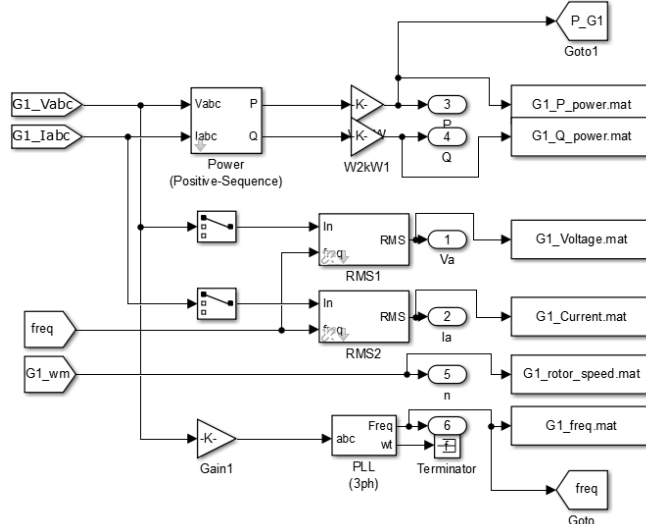 P_G1
Goto1
G1_Vabc
Vabc
P
-K-
3
G1_P_power.mat
G1_Iabc
Iabc
Q
-K-
4
G1_Q_power.mat
Power
(Positive-Sequence)
W2kW1
Q
In
RMS
1
G1_Voltage.mat
freq
RMS1
Va
In
RMS
2
G1_Current.mat
freq
freq
RMS2
Ia
G1_wm
5
G1_rotor_speed.mat
n
-K-
abc
Freq
6
G1_freq.mat
wt
Gain1
PLL
(3ph)
Terminator
freq
Goto